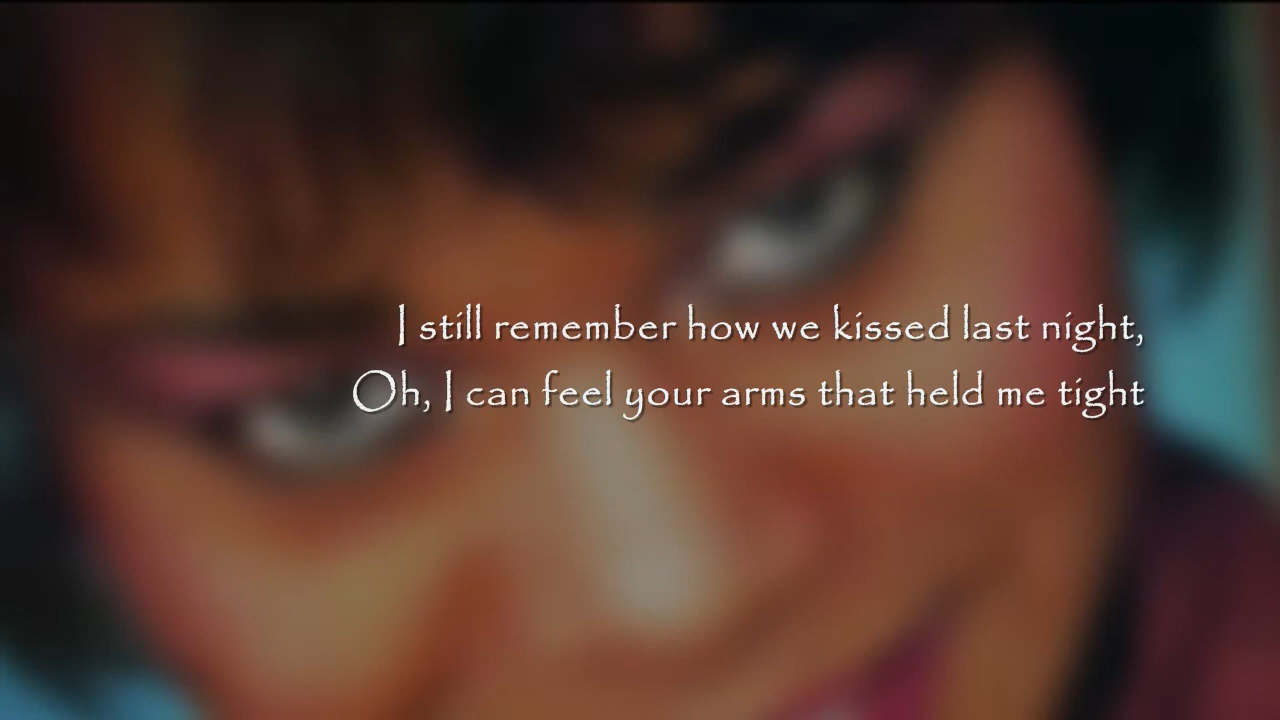 I still remember how we kissed last night,
Oh, I can feel your arms that held me tight